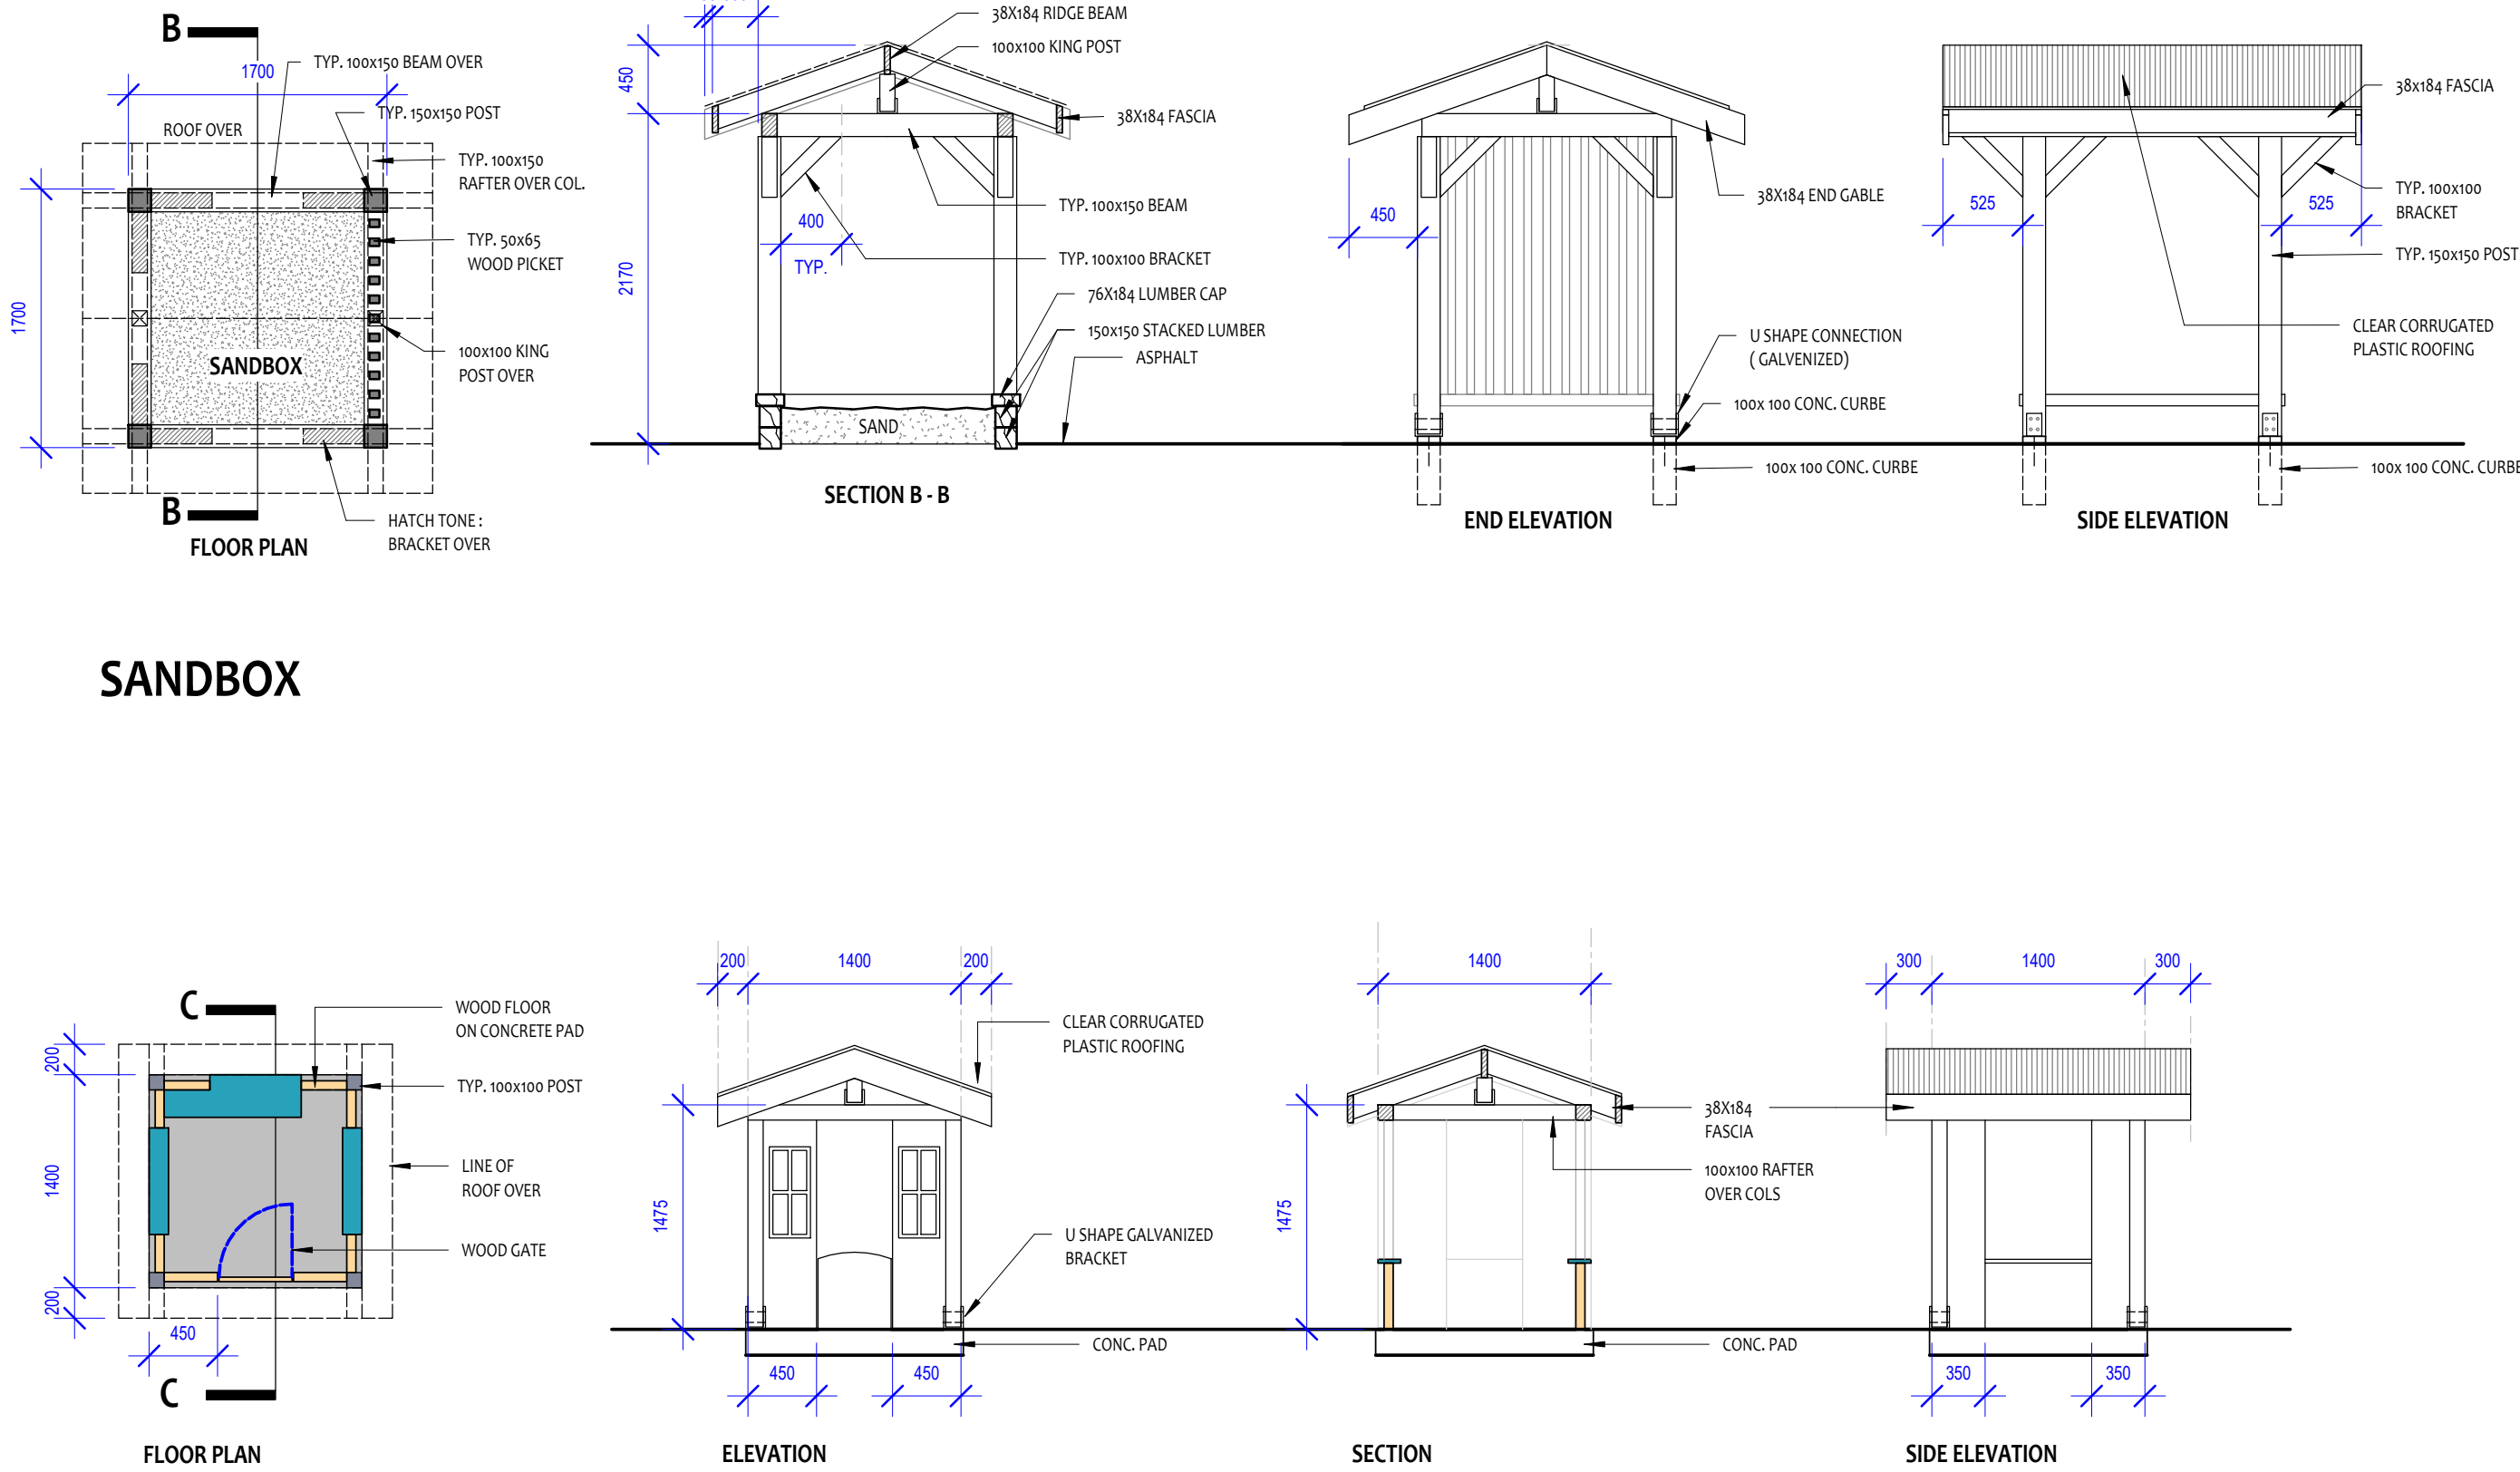 B
1700
TYP. 100x150 BEAM OVER
TYP. 150x150 POST
ROOF OVER
TYP. 100x150
RAFTER OVER COL.
TYP. 50x65
WOOD PICKET
1700
SANDBOX
100x100 KING
POST OVER
B
HATCH TONE :
BRACKET OVER
FLOOR PLAN
38X184 RIDGE BEAM
100x100 KING POST
450
38X184 FASCIA
TYP. 100x150 BEAM
400
TYP.
TYP. 100x100 BRACKET
2170
76X184 LUMBER CAP
150x150 STACKED LUMBER
ASPHALT
SAND
SECTION B - B
38X184 END GABLE
450
U SHAPE CONNECTION
( GALVENIZED)
100x 100 CONC. CURBE
100x 100 CONC. CURBE
END ELEVATION
38x184 FASCIA
525
525
TYP. 100x100
BRACKET
TYP. 150x150 POST
CLEAR CORRUGATED
PLASTIC ROOFING
100x 100 CONC. CURBE
SIDE ELEVATION
SANDBOX
C
WOOD FLOOR
ON CONCRETE PAD
200
TYP. 100x100 POST
1400
LINE OF
ROOF OVER
WOOD GATE
200
450
C
FLOOR PLAN
200
1400
200
CLEAR CORRUGATED
PLASTIC ROOFING
1475
U SHAPE GALVANIZED
BRACKET
CONC. PAD
450
450
ELEVATION
1400
38X184
FASCIA
100x100 RAFTER
OVER COLS
1475
CONC. PAD
SECTION
300
1400
300
350
350
SIDE ELEVATION